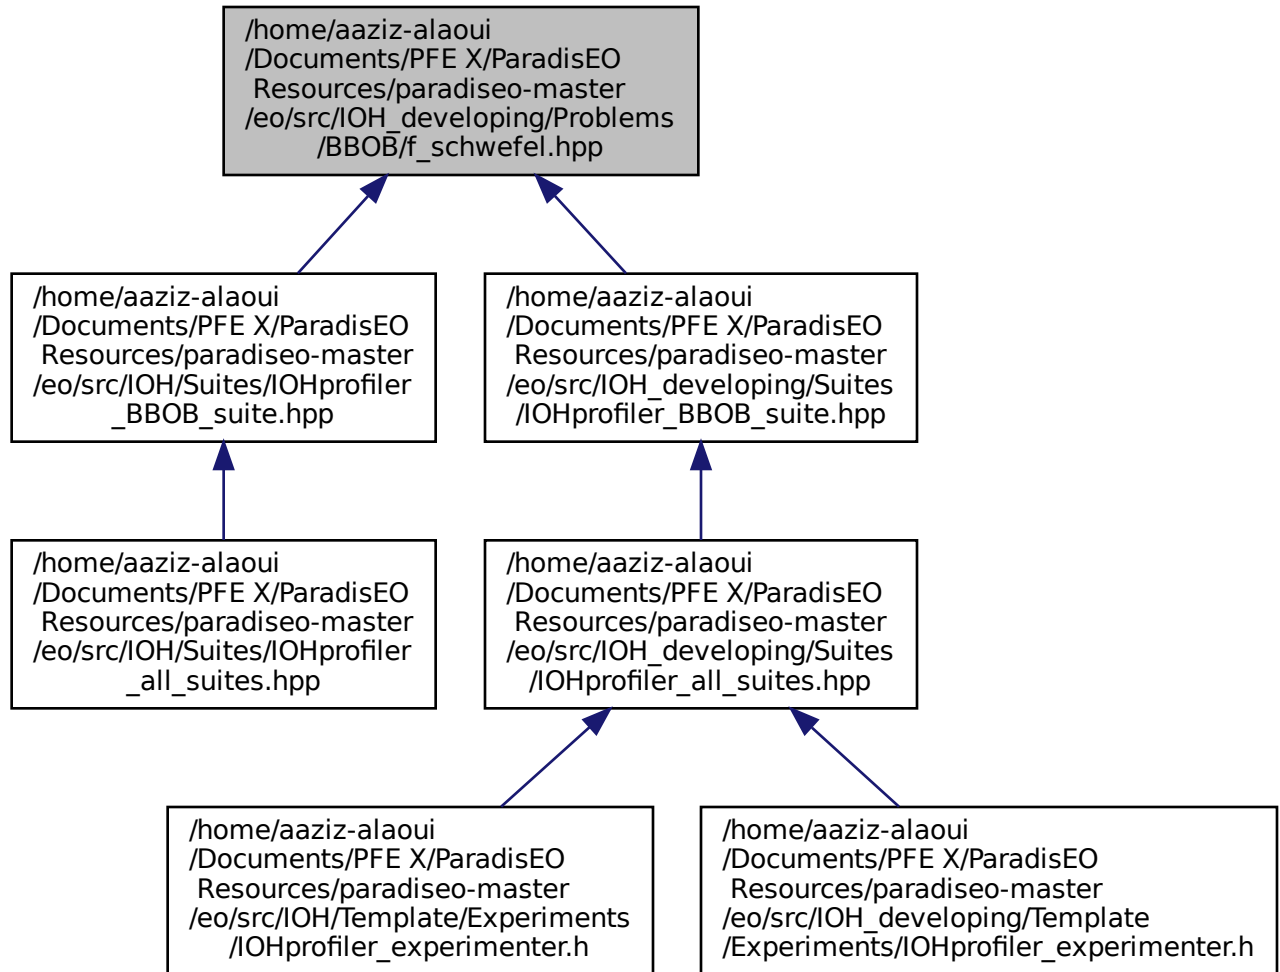 /home/aaziz-alaoui
/Documents/PFE X/ParadisEO
Resources/paradiseo-master
/eo/src/IOH_developing/Problems
/BBOB/f_schwefel.hpp
/home/aaziz-alaoui
/Documents/PFE X/ParadisEO
Resources/paradiseo-master
/eo/src/IOH/Suites/IOHprofiler
_BBOB_suite.hpp
/home/aaziz-alaoui
/Documents/PFE X/ParadisEO
Resources/paradiseo-master
/eo/src/IOH_developing/Suites
/IOHprofiler_BBOB_suite.hpp
/home/aaziz-alaoui
/Documents/PFE X/ParadisEO
Resources/paradiseo-master
/eo/src/IOH/Suites/IOHprofiler
_all_suites.hpp
/home/aaziz-alaoui
/Documents/PFE X/ParadisEO
Resources/paradiseo-master
/eo/src/IOH_developing/Suites
/IOHprofiler_all_suites.hpp
/home/aaziz-alaoui
/Documents/PFE X/ParadisEO
Resources/paradiseo-master
/eo/src/IOH/Template/Experiments
/IOHprofiler_experimenter.h
/home/aaziz-alaoui
/Documents/PFE X/ParadisEO
Resources/paradiseo-master
/eo/src/IOH_developing/Template
/Experiments/IOHprofiler_experimenter.h